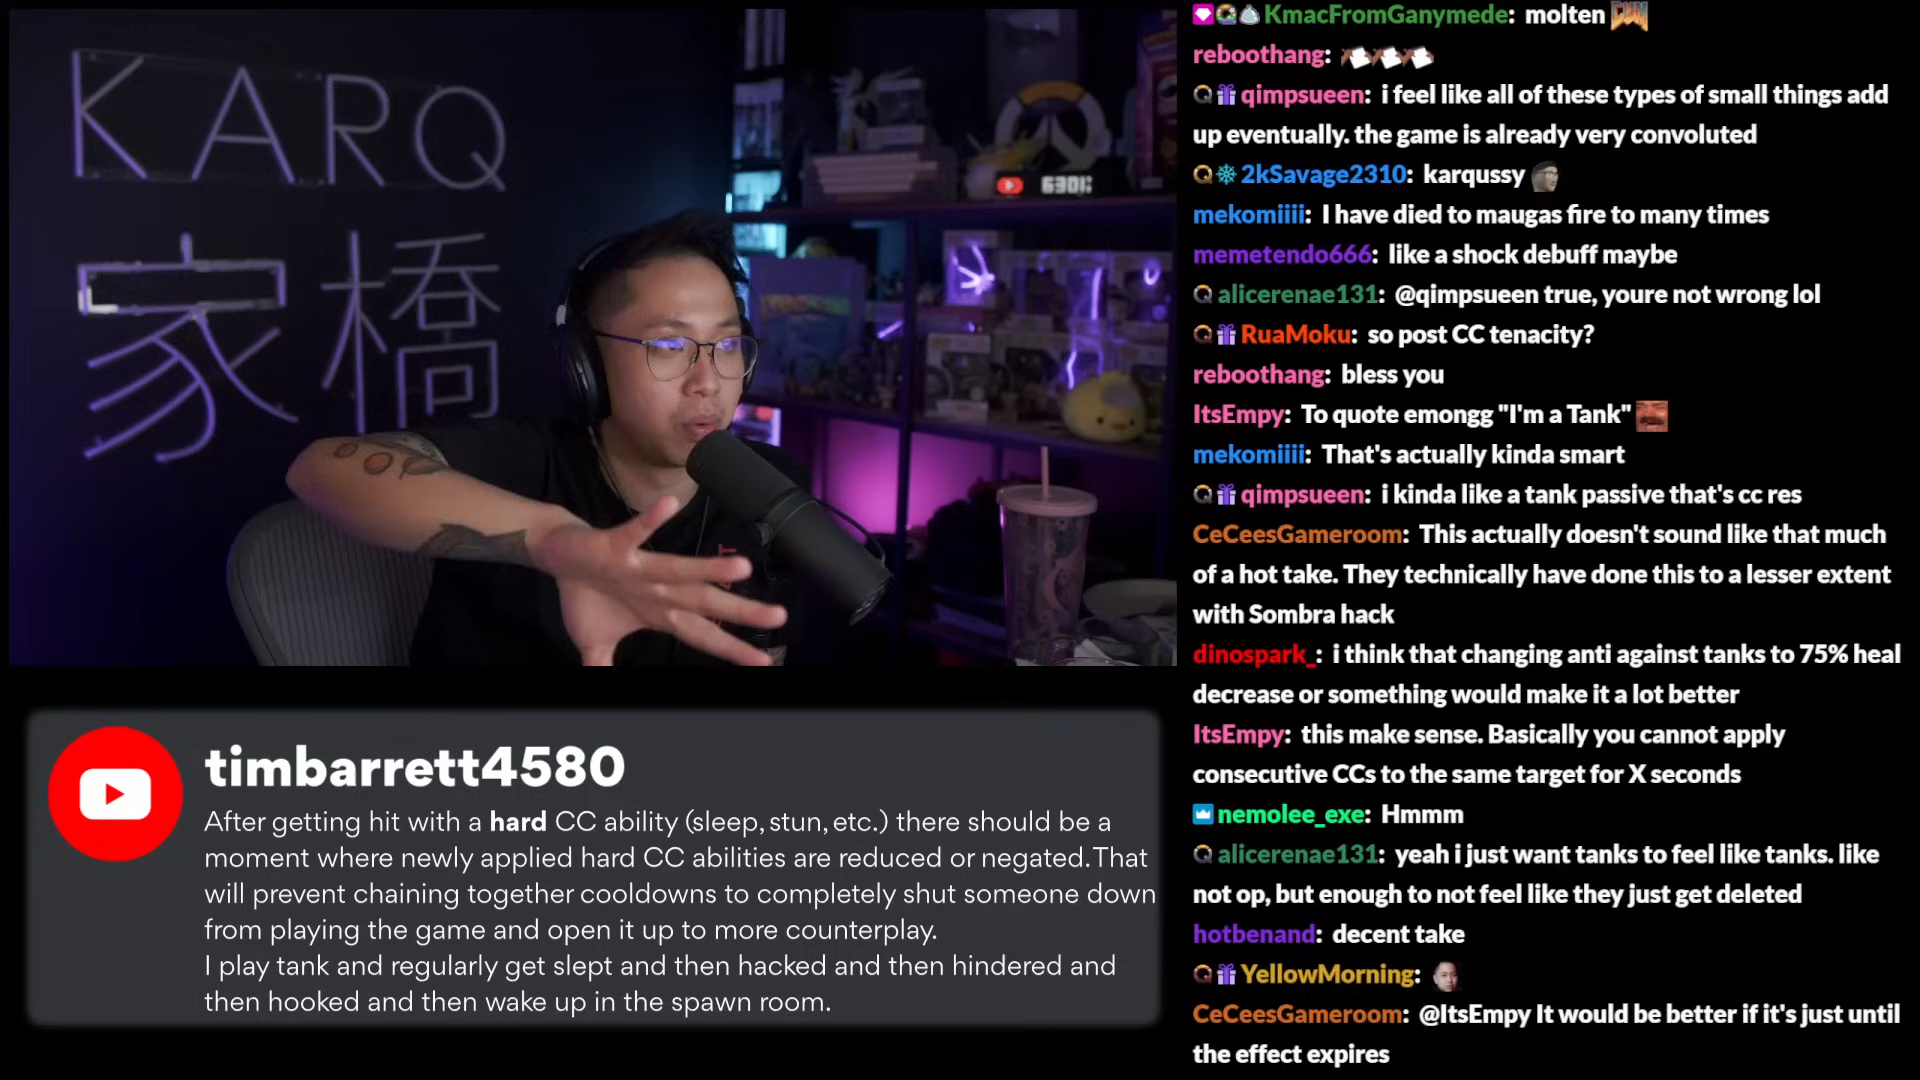 KARQ
家橋
timbarrett4580
After getting hit with a hard CC ability (sleep, stun, etc.) there should be a
moment where newly applied hard CC abilities are reduced or negated. That
will prevent chaining together cooldowns to completely shut someone down
from playing the game and open it up to more counterplay.
I play tank and regularly get slept and then hacked and then hindered and
then hooked and then wake up in the spawn room.
KmacFromGanymede: molten
reboothang:
qimpsueen: i feel like all of these types of small things add
up eventually. the game is already very convoluted
2kSavage2310: karqussy
mekomiiii: I have died to maugas fire to many times
memetendo666: like a shock debuff maybe
alicerenae131: @qimpsueen true, youre not wrong lol
RuaMoku: so post CC tenacity?
reboothang: bless you
ItsEmpy: To quote emongg "I'm a Tank"
mekomiiii: That's actually kinda smart
qimpsueen: i kinda like a tank passive that's cc res
CeCeesGameroom: This actually doesn't sound like that much
of a hot take. They technically have done this to a lesser extent
with Sombra hack
dinospark_: i think that changing anti against tanks to 75% heal
decrease or something would make it a lot better
ItsEmpy: this make sense. Basically you cannot apply
consecutive CCs to the same target for X seconds
nemolee_exe: Hmmm
alicerenae131: yeah i just want tanks to feel like tanks. like
not op, but enough to not feel like they just get deleted
hotbenand: decent take
YellowMorning:
CeCeesGameroom: @ItsEmpy It would be better if it's just until
the effect expires